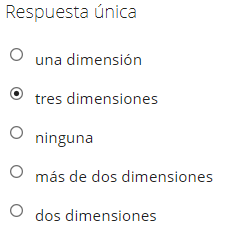 Respuesta única
una dimensión
tres dimensiones
ninguna
más de dos dimensiones
dos dimensiones